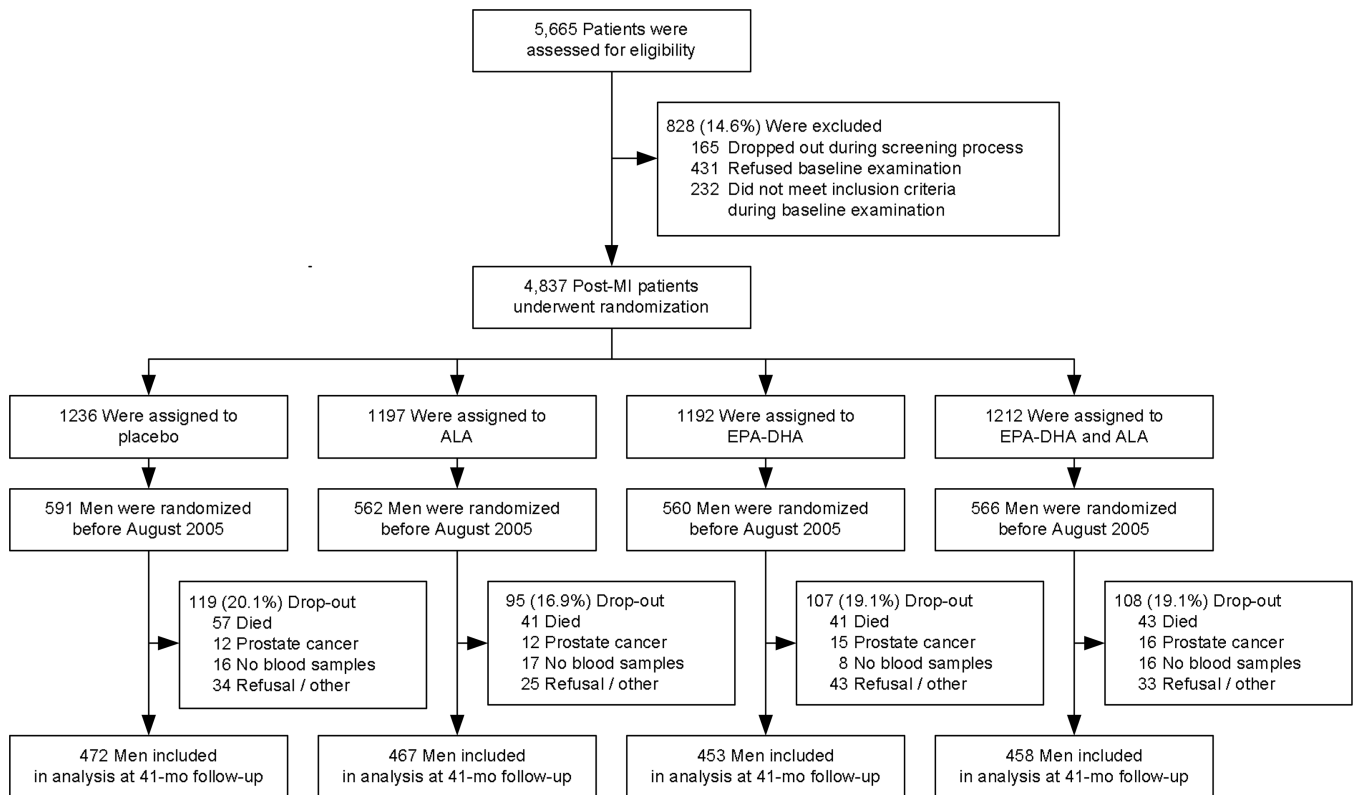 5,665 Patients were
assessed for eligibility
828 (14.6%) Were excluded
165 Dropped out during screening process
431 Refused baseline examination
232 Did not meet inclusion criteria
during baseline examination
4,837 Post-MI patients
underwent randomization
1236 Were assigned to
placebo
1197 Were assigned to
ALA
1192 Were assigned to
EPA-DHA
1212 Were assigned to
EPA-DHA and ALA
591 Men were randomized
before August 2005
562 Men were randomized
before August 2005
560 Men were randomized
before August 2005
566 Men were randomized
before August 2005
119 (20.1%) Drop-out
57 Died
12 Prostate cancer
16 No blood samples
34 Refusal / other
95 (16.9%) Drop-out
41 Died
12 Prostate cancer
17 No blood samples
25 Refusal / other
107 (19.1%) Drop-out
41 Died
15 Prostate cancer
8 No blood samples
43 Refusal / other
108 (19.1%) Drop-out
43 Died
16 Prostate cancer
16 No blood samples
33 Refusal / other
472 Men included
in analysis at 41-mo follow-up
467 Men included
in analysis at 41-mo follow-up
453 Men included
in analysis at 41-mo follow-up
458 Men included
in analysis at 41-mo follow-up